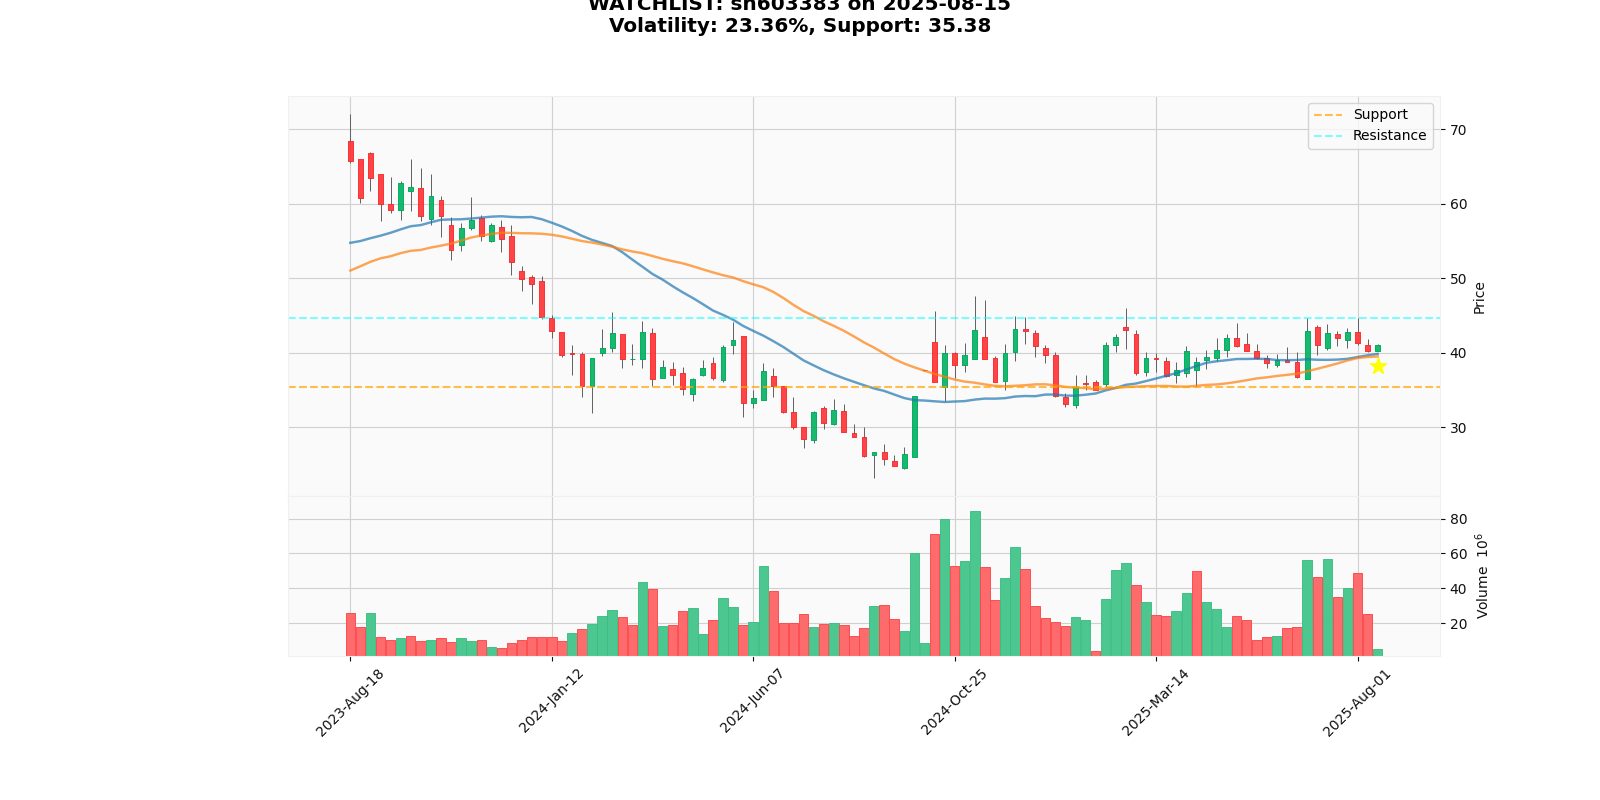 WATCHLIST: sh603383 on 2025-08-15
Volatility: 23.36%, Support: 35.38
Support
Resistance
70
60
50
40
30
Price
80
60
40
20
Volume 10^6
2023-Aug-18
2024-Jan-12
2024-Jun-07
2024-Oct-25
2025-Mar-14
2025-Aug-01